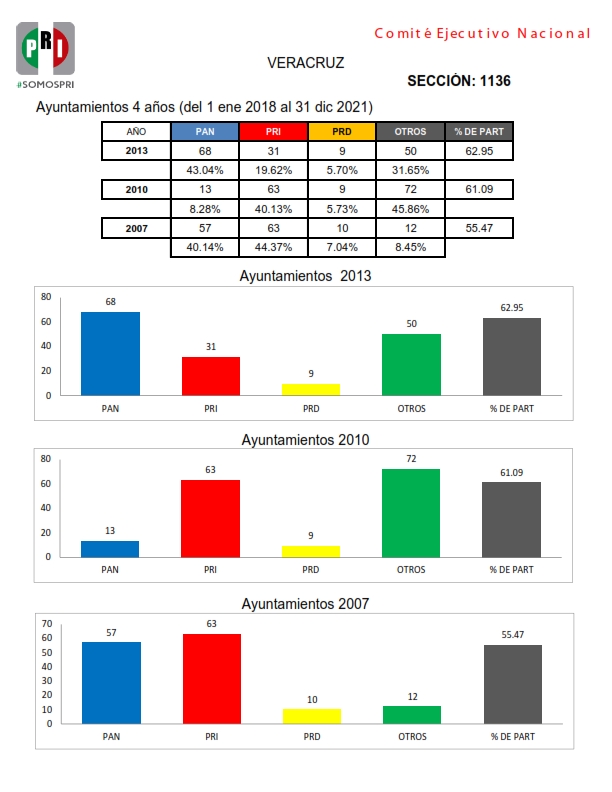 Comité Ejecutivo Nacional
PRI
#SOMOSPRI
VERACRUZ
SECCIÓN: 1136
Ayuntamientos 4 años (del 1 ene 2018 al 31 dic 2021)
AÑO PAN PRI PRD OTROS % DE PART
2013 68 31 9 50 62.95
43.04% 19.62% 5.70% 31.65%
2010 13 63 9 72 61.09
8.28% 40.13% 5.73% 45.86%
2007 57 63 10 12 55.47
40.14% 44.37% 7.04% 8.45%
Ayuntamientos 2013
80
60
40
20
0
68
31
9
50
62.95
PAN PRI PRD OTROS % DE PART
Ayuntamientos 2010
80
60
40
20
0
13
63
9
72
61.09
PAN PRI PRD OTROS % DE PART
Ayuntamientos 2007
70
60
50
40
30
20
10
0
57
63
10
12
55.47
PAN PRI PRD OTROS % DE PART